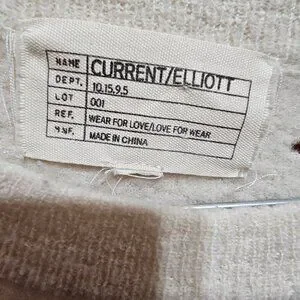 NAME CURRENT/ELLIOTT
DEPT. 10.15.9.5
LOT 001
REF. WEAR FOR LOVE/LOVE FOR WEAR
MNF. MADE IN CHINA